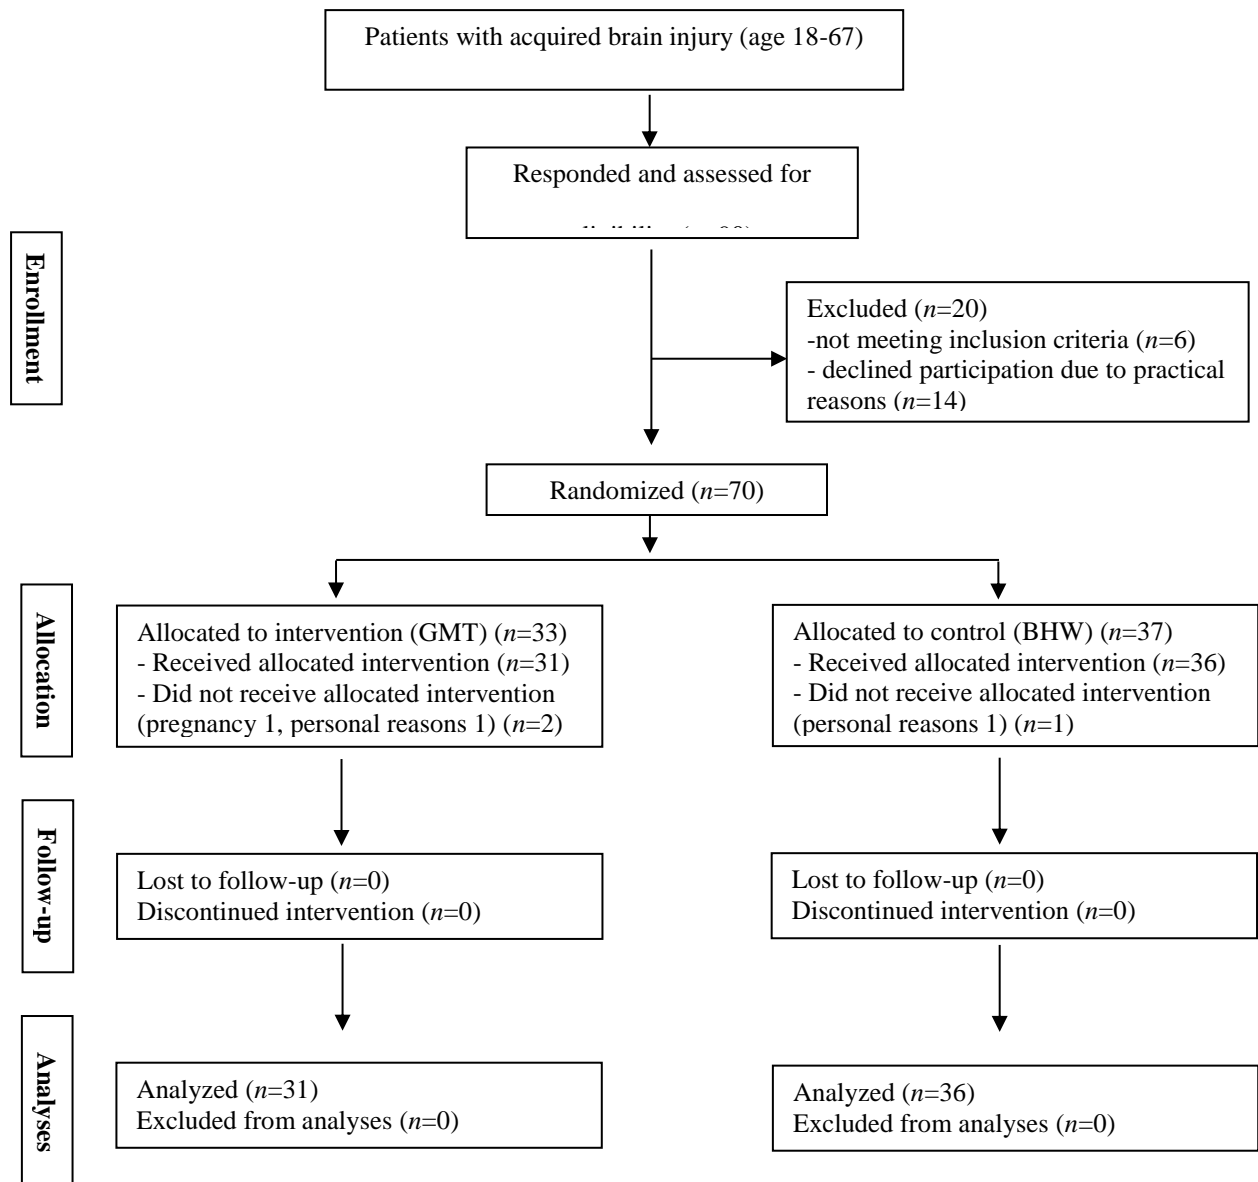 Patients with acquired brain injury (age 18-67)
Responded and assessed for
Enrollment
Excluded (n=20)
-not meeting inclusion criteria (n=6)
- declined participation due to practical
reasons (n=14)
Randomized (n=70)
Allocation
Allocated to intervention (GMT) (n=33)
- Received allocated intervention (n=31)
- Did not receive allocated intervention
(pregnancy 1, personal reasons 1) (n=2)
Allocated to control (BHW) (n=37)
- Received allocated intervention (n=36)
- Did not receive allocated intervention
(personal reasons 1) (n=1)
Follow-up
Lost to follow-up (n=0)
Discontinued intervention (n=0)
Lost to follow-up (n=0)
Discontinued intervention (n=0)
Analyses
Analyzed (n=31)
Excluded from analyses (n=0)
Analyzed (n=36)
Excluded from analyses (n=0)